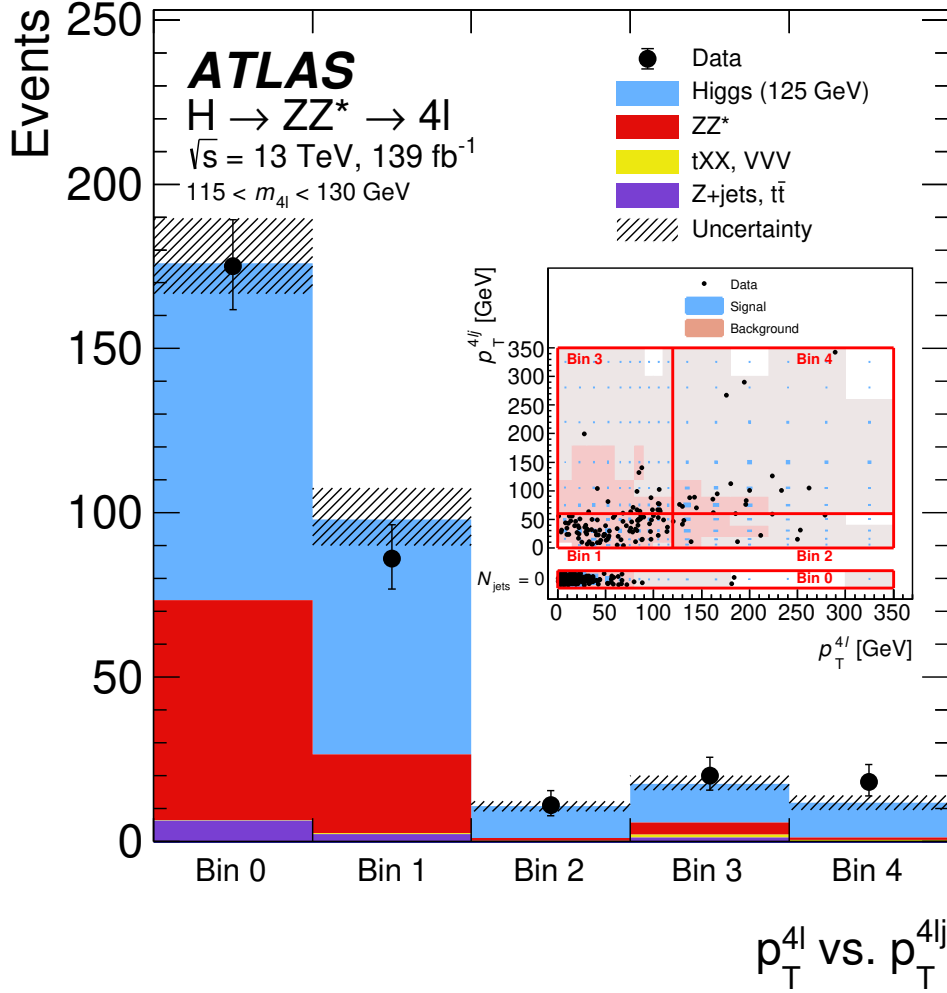 Events
250
200
150
100
50
0
ATLAS
H → ZZ* → 4l
√s = 13 TeV, 139 fb⁻¹
115 < m₄ₗ < 130 GeV
Data
Higgs (125 GeV)
ZZ*
tXX, VVV
Z+jets, tt̄
Uncertainty
p_T^{4lj} [GeV]
Data
Signal
Background
350
300
250
200
150
100
50
0
Bin 3
Bin 4
Bin 1
Bin 2
N_jets = 0
Bin 0
0 50 100 150 200 250 300 350
p_T^{4l} [GeV]
Bin 0 Bin 1 Bin 2 Bin 3 Bin 4
p_T^{4l} vs. p_T^{4lj}